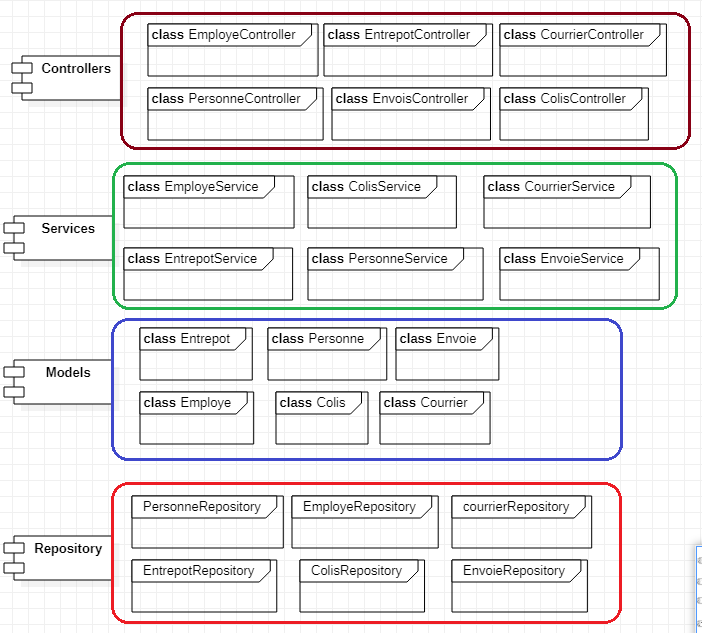 class EmployeController
class EntrepotController
class CourrierController
Controllers
class PersonneController
class EnvoisController
class ColisController
class EmployeService
class ColisService
class CourrierService
Services
class EntrepotService
class PersonneService
class EnvoieService
class Entrepot
class Personne
class Envoie
Models
class Employe
class Colis
class Courrier
PersonneRepository
EmployeRepository
courrierRepository
Repository
EntrepotRepository
ColisRepository
EnvoieRepository